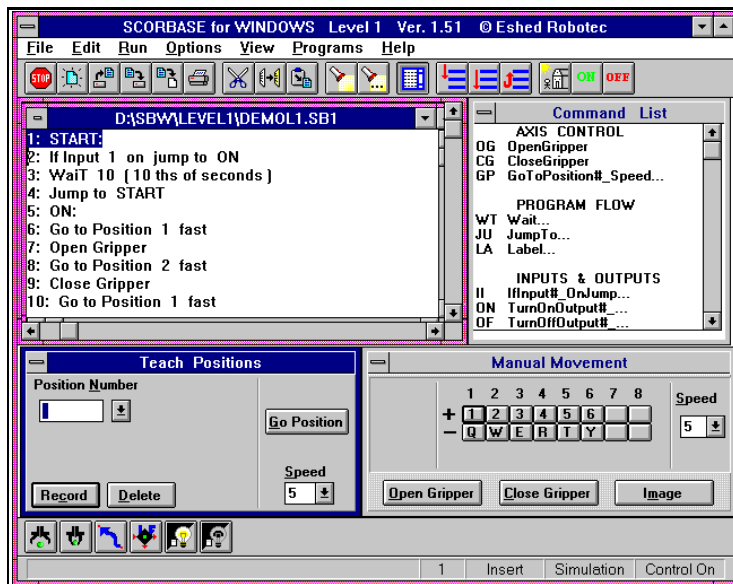 SCORBASE for WINDOWS Level 1 Ver. 1.51 © Eshed Robotec
File Edit Run Options View Programs Help
STOP
ON OFF
D:\SBW\LEVEL1\DEMOL1.SB1
1: START:
2: If Input 1 on jump to ON
3: WaiT 10 (10 ths of seconds)
4: Jump to START
5: ON:
6: Go to Position 1 fast
7: Open Gripper
8: Go to Position 2 fast
9: Close Gripper
10: Go to Position 1 fast
Command List
AXIS CONTROL
OG OpenGripper
CG CloseGripper
GP GoToPosition#_Speed...
PROGRAM FLOW
WT Wait...
JU JumpTo...
LA Label...
INPUTS & OUTPUTS
II IfInput#_OnJump...
ON TurnOnOutput#_...
OF TurnOffOutput#_...
Teach Positions
Position Number
Go Position
Speed
5
Record Delete
Manual Movement
1 2 3 4 5 6 7 8
+ 1 2 3 4 5 6
− Q W E R T Y
Speed
5
Open Gripper Close Gripper Image
1 Insert Simulation Control On